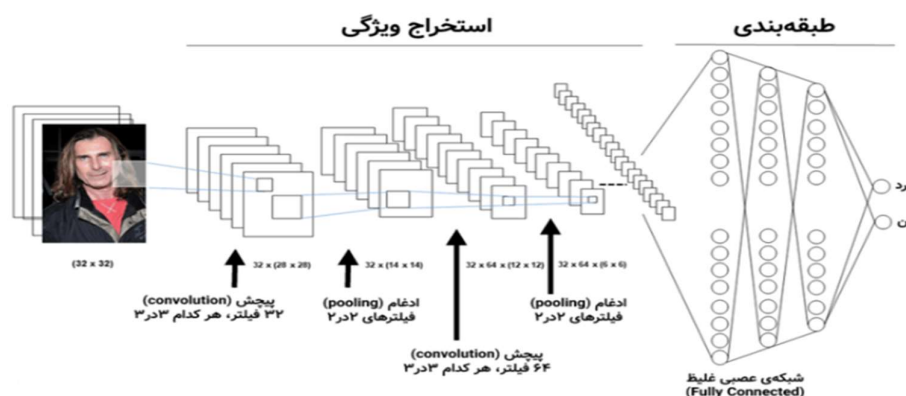 استخراج ویژگی
طبقه‌بندی
(32 x 32)
32 x (28 x 28)
32 x (14 x 14)
32 x 64 x (12 x 12)
32 x 64 x (6 x 6)
پیچش (convolution)
۳۲ فیلتر، هر کدام ۳در۳
ادغام (pooling)
فیلترهای ۲در۲
پیچش (convolution)
۶۴ فیلتر، هر کدام ۳در۳
ادغام (pooling)
فیلترهای ۲در۲
شبکه‌ی عصبی غلیظ
(Fully Connected)